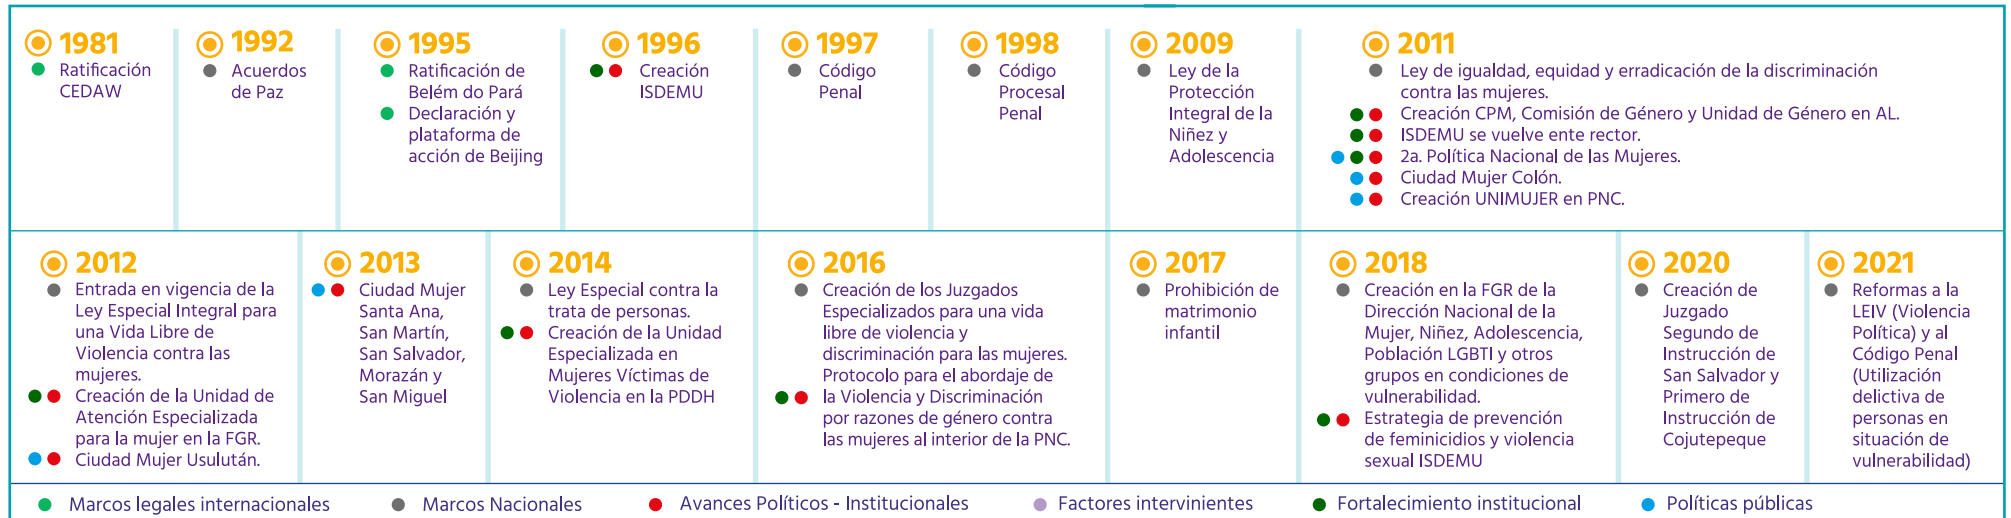 1981
Ratificación
CEDAW
1992
Acuerdos
de Paz
1995
Ratificación de
Belém do Pará
Declaración y
plataforma de
acción de Beijing
1996
Creación
ISDEMU
1997
Código
Penal
1998
Código
Procesal
Penal
2009
Ley de la
Protección
Integral de la
Niñez y
Adolescencia
2011
Ley de igualdad, equidad y erradicación de la discriminación
contra las mujeres.
Creación CPM, Comisión de Género y Unidad de Género en AL.
ISDEMU se vuelve ente rector.
2a. Política Nacional de las Mujeres.
Ciudad Mujer Colón.
Creación UNIMUJER en PNC.
2012
Entrada en vigencia de la
Ley Especial Integral para
una Vida Libre de
Violencia contra las
mujeres.
Creación de la Unidad de
Atención Especializada
para la mujer en la FGR.
Ciudad Mujer Usulután.
2013
Ciudad Mujer
Santa Ana,
San Martín,
San Salvador,
Morazán y
San Miguel
2014
Ley Especial contra la
trata de personas.
Creación de la Unidad
Especializada en
Mujeres Víctimas de
Violencia en la PDDH
2016
Creación de los Juzgados
Especializados para una vida
libre de violencia y
discriminación para las mujeres.
Protocolo para el abordaje de
la Violencia y Discriminación
por razones de género contra
las mujeres al interior de la PNC.
2017
Prohibición de
matrimonio
infantil
2018
Creación en la FGR de la
Dirección Nacional de la
Mujer, Niñez, Adolescencia,
Población LGBTI y otros
grupos en condiciones de
vulnerabilidad.
Estrategia de prevención
de feminicidios y violencia
sexual ISDEMU
2020
Creación de
Juzgado
Segundo de
Instrucción de
San Salvador y
Primero de
Instrucción de
Cojutepeque
2021
Reformas a la
LEIV (Violencia
Política) y al
Código Penal
(Utilización
delictiva de
personas en
situación de
vulnerabilidad)
Marcos legales internacionales
Marcos Nacionales
Avances Políticos - Institucionales
Factores intervinientes
Fortalecimiento institucional
Políticas públicas